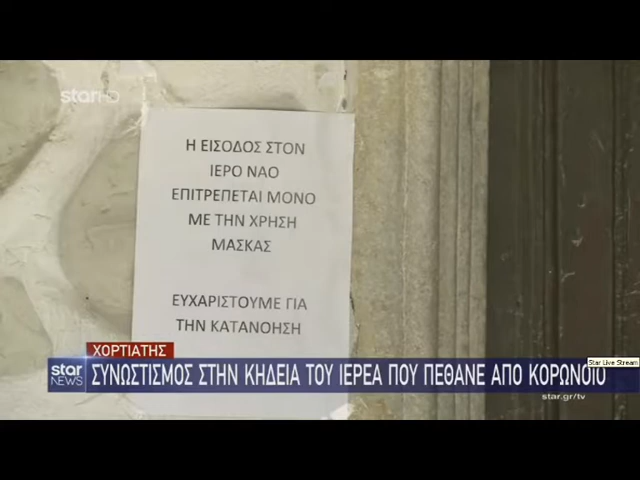 starHD
Η ΕΙΣΟΔΟΣ ΣΤΟΝ
ΙΕΡΟ ΝΑΟ
ΕΠΙΤΡΕΠΕΤΑΙ ΜΟΝΟ
ΜΕ ΤΗΝ ΧΡΗΣΗ
ΜΑΣΚΑΣ
ΕΥΧΑΡΙΣΤΟΥΜΕ ΓΙΑ
ΤΗΝ ΚΑΤΑΝΟΗΣΗ
ΧΟΡΤΙΑΤΗΣ
star
NEWS
ΣΥΝΩΣΤΙΣΜΟΣ ΣΤΗΝ ΚΗΔΕΙΑ ΤΟΥ ΙΕΡΕΑ ΠΟΥ ΠΕΘΑΝΕ ΑΠΟ ΚΟΡΩΝΟΪΟ
Star Live Stream
star.gr/tv